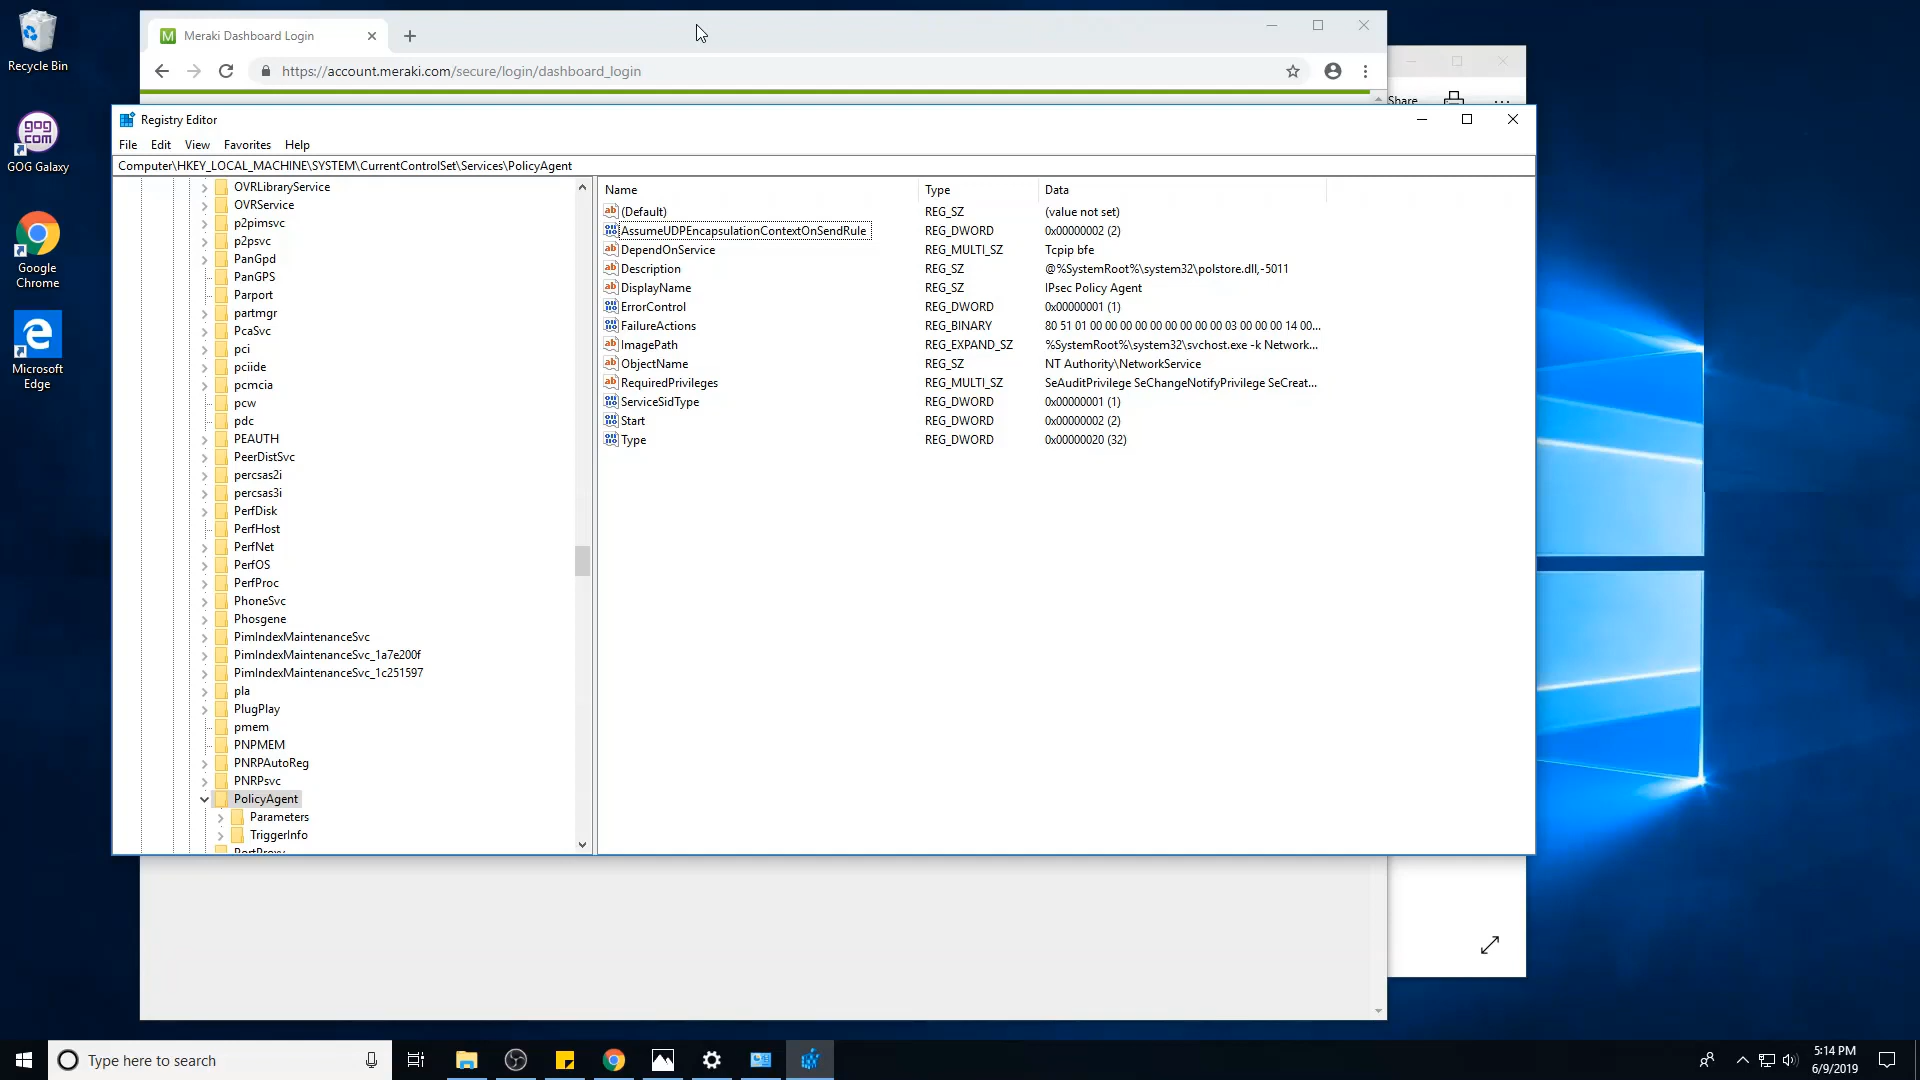 Recycle Bin
GOG Galaxy
Google
Chrome
Microsoft
Edge
Meraki Dashboard Login
https://account.meraki.com/secure/login/dashboard_login
Share
Registry Editor
File Edit View Favorites Help
Computer\HKEY_LOCAL_MACHINE\SYSTEM\CurrentControlSet\Services\PolicyAgent
OVRLibraryService
OVRService
p2pimsvc
p2psvc
PanGpd
PanGPS
Parport
partmgr
PcaSvc
pci
pciide
pcmcia
pcw
pdc
PEAUTH
PeerDistSvc
percsas2i
percsas3i
PerfDisk
PerfHost
PerfNet
PerfOS
PerfProc
PhoneSvc
Phosgene
PimIndexMaintenanceSvc
PimIndexMaintenanceSvc_1a7e200f
PimIndexMaintenanceSvc_1c251597
pla
PlugPlay
pmem
PNPMEM
PNRPAutoReg
PNRPsvc
PolicyAgent
Parameters
TriggerInfo
PortProxy
Name Type Data
(Default) REG_SZ (value not set)
AssumeUDPEncapsulationContextOnSendRule REG_DWORD 0x00000002 (2)
DependOnService REG_MULTI_SZ Tcpip bfe
Description REG_SZ @%SystemRoot%\system32\polstore.dll,-5011
DisplayName REG_SZ IPsec Policy Agent
ErrorControl REG_DWORD 0x00000001 (1)
FailureActions REG_BINARY 80 51 01 00 00 00 00 00 00 00 00 00 03 00 00 00 14 00...
ImagePath REG_EXPAND_SZ %SystemRoot%\system32\svchost.exe -k Network...
ObjectName REG_SZ NT Authority\NetworkService
RequiredPrivileges REG_MULTI_SZ SeAuditPrivilege SeChangeNotifyPrivilege SeCreat...
ServiceSidType REG_DWORD 0x00000001 (1)
Start REG_DWORD 0x00000002 (2)
Type REG_DWORD 0x00000020 (32)
Type here to search
5:14 PM
6/9/2019